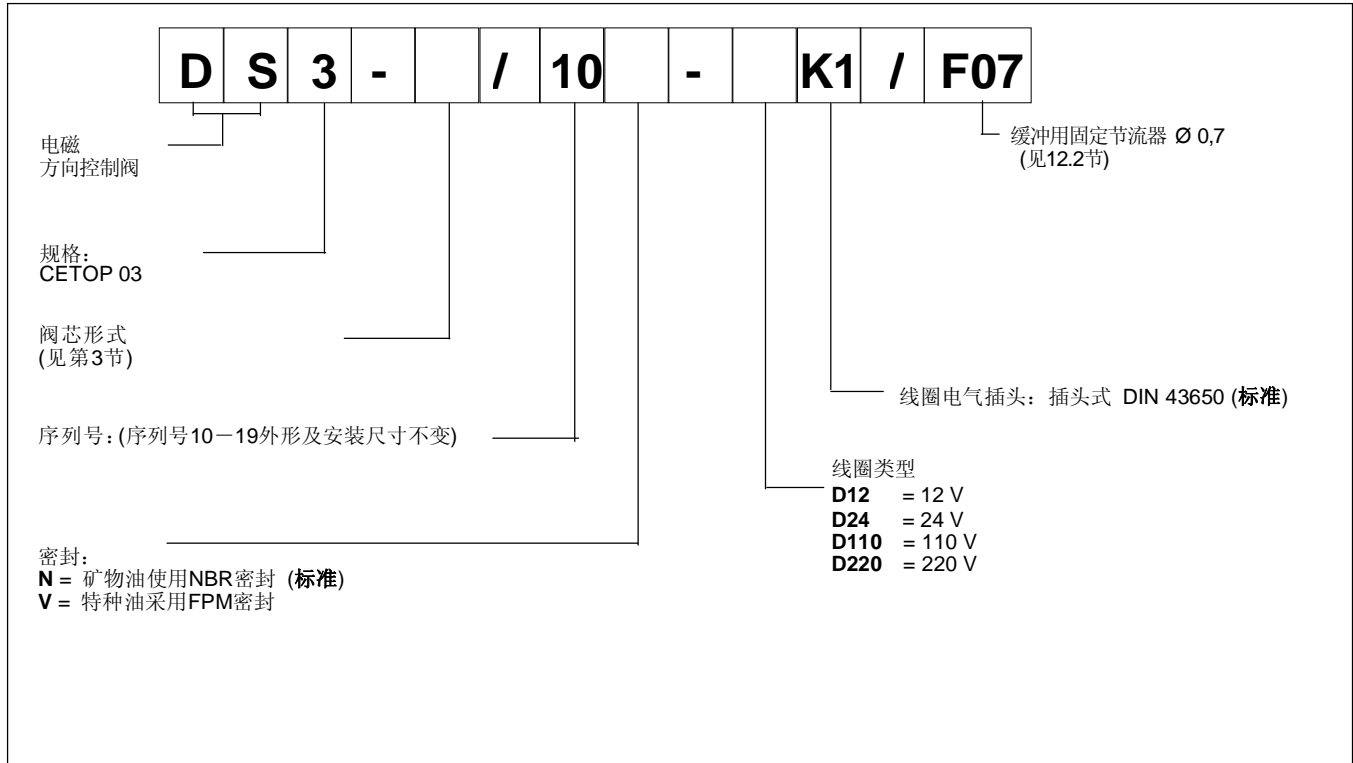 D S 3 - / 10 - K1 / F07
电磁
方向控制阀
缓冲用固定节流器 Ø 0,7
(见12.2节)
规格:
CETOP 03
阀芯形式
(见第3节)
线圈电气插头: 插头式 DIN 43650 (标准)
序列号: (序列号10－19外形及安装尺寸不变)
线圈类型
D12 = 12 V
D24 = 24 V
D110 = 110 V
D220 = 220 V
密封:
N = 矿物油使用NBR密封 (标准)
V = 特种油采用FPM密封